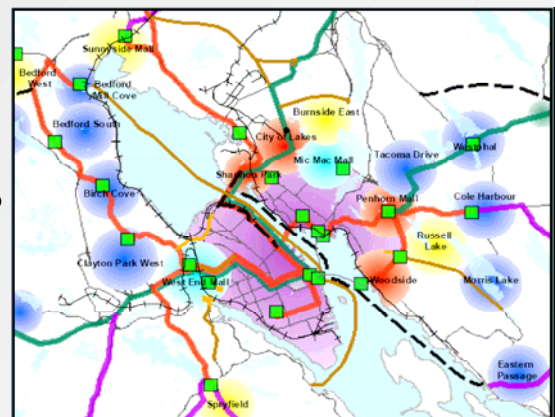 Sunnyside Mall
Bedford
West
Bedford
Mill Cove
Bedford South
Burnside East
City of Lakes
Mic Mac Mall
Tacoma Drive
Westphal
Shannon Park
Birch Cove
Penhorn Mall
Cole Harbour
Russell
Lake
Clayton Park West
West End Mall
Woodside
Morris Lake
Eastern
Passage
Spryfield